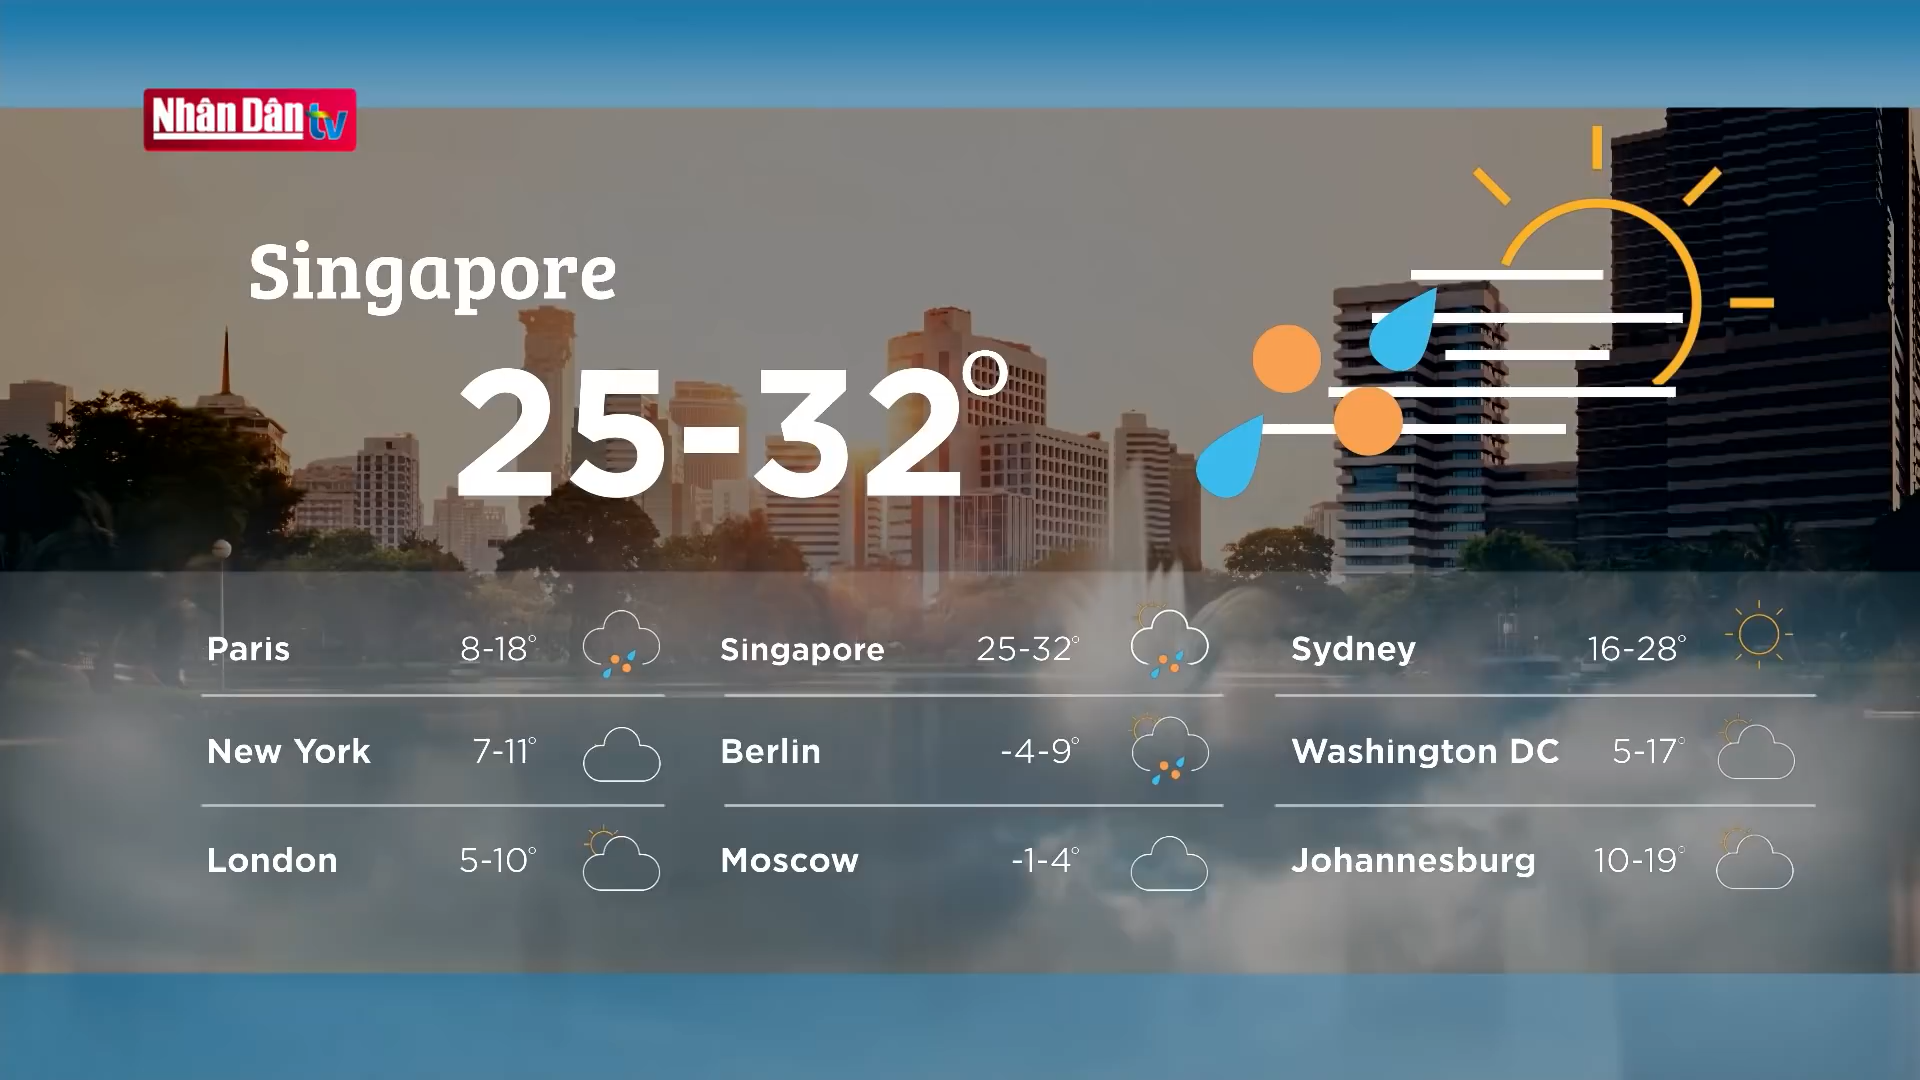 Nhân Dân tv
Singapore
25-32°
Paris 8-18°
Singapore 25-32°
Sydney 16-28°
New York 7-11°
Berlin -4-9°
Washington DC 5-17°
London 5-10°
Moscow -1-4°
Johannesburg 10-19°